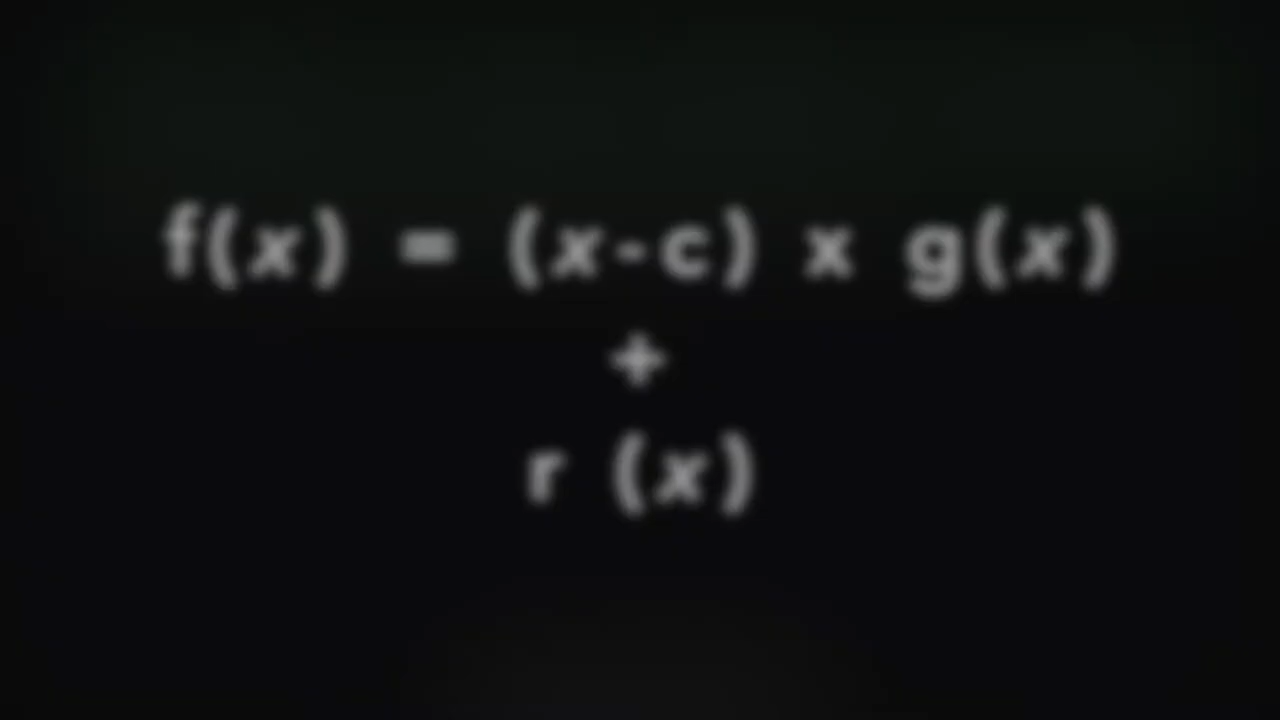 f(x) = (x-c) x g(x)
+
r (x)